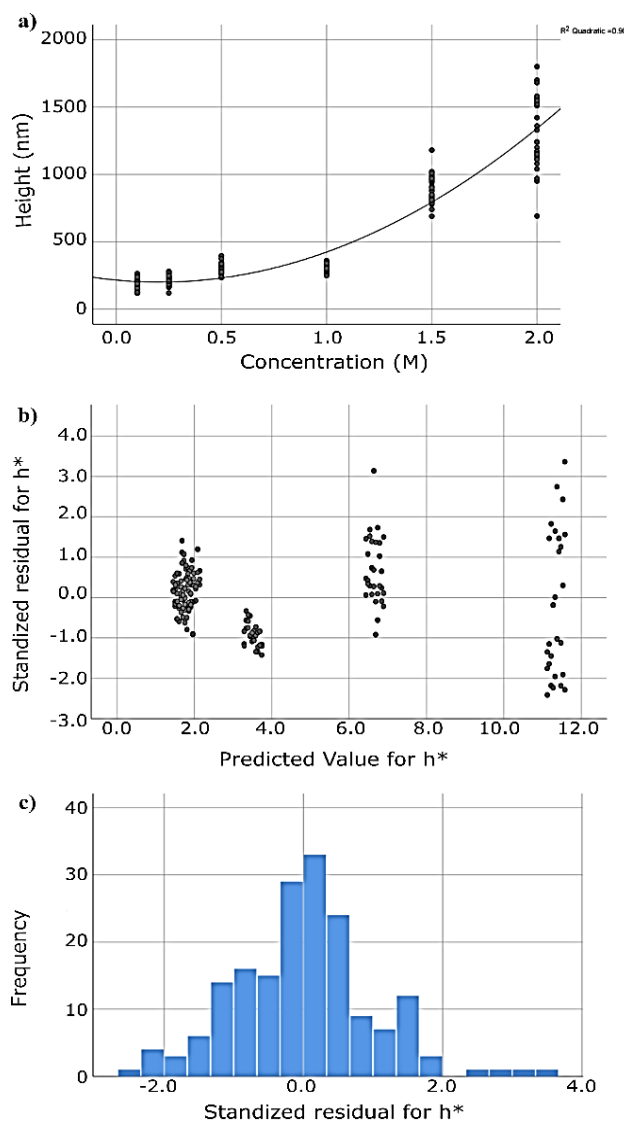 a)
R² Quadratic =0.9
2000
1500
1000
500
0
Height (nm)
0.0 0.5 1.0 1.5 2.0
Concentration (M)
b)
4.0
3.0
2.0
1.0
0.0
-1.0
-2.0
-3.0
Standized residual for h*
0.0 2.0 4.0 6.0 8.0 10.0 12.0
Predicted Value for h*
c)
40
30
20
10
0
Frequency
-2.0 0.0 2.0 4.0
Standized residual for h*